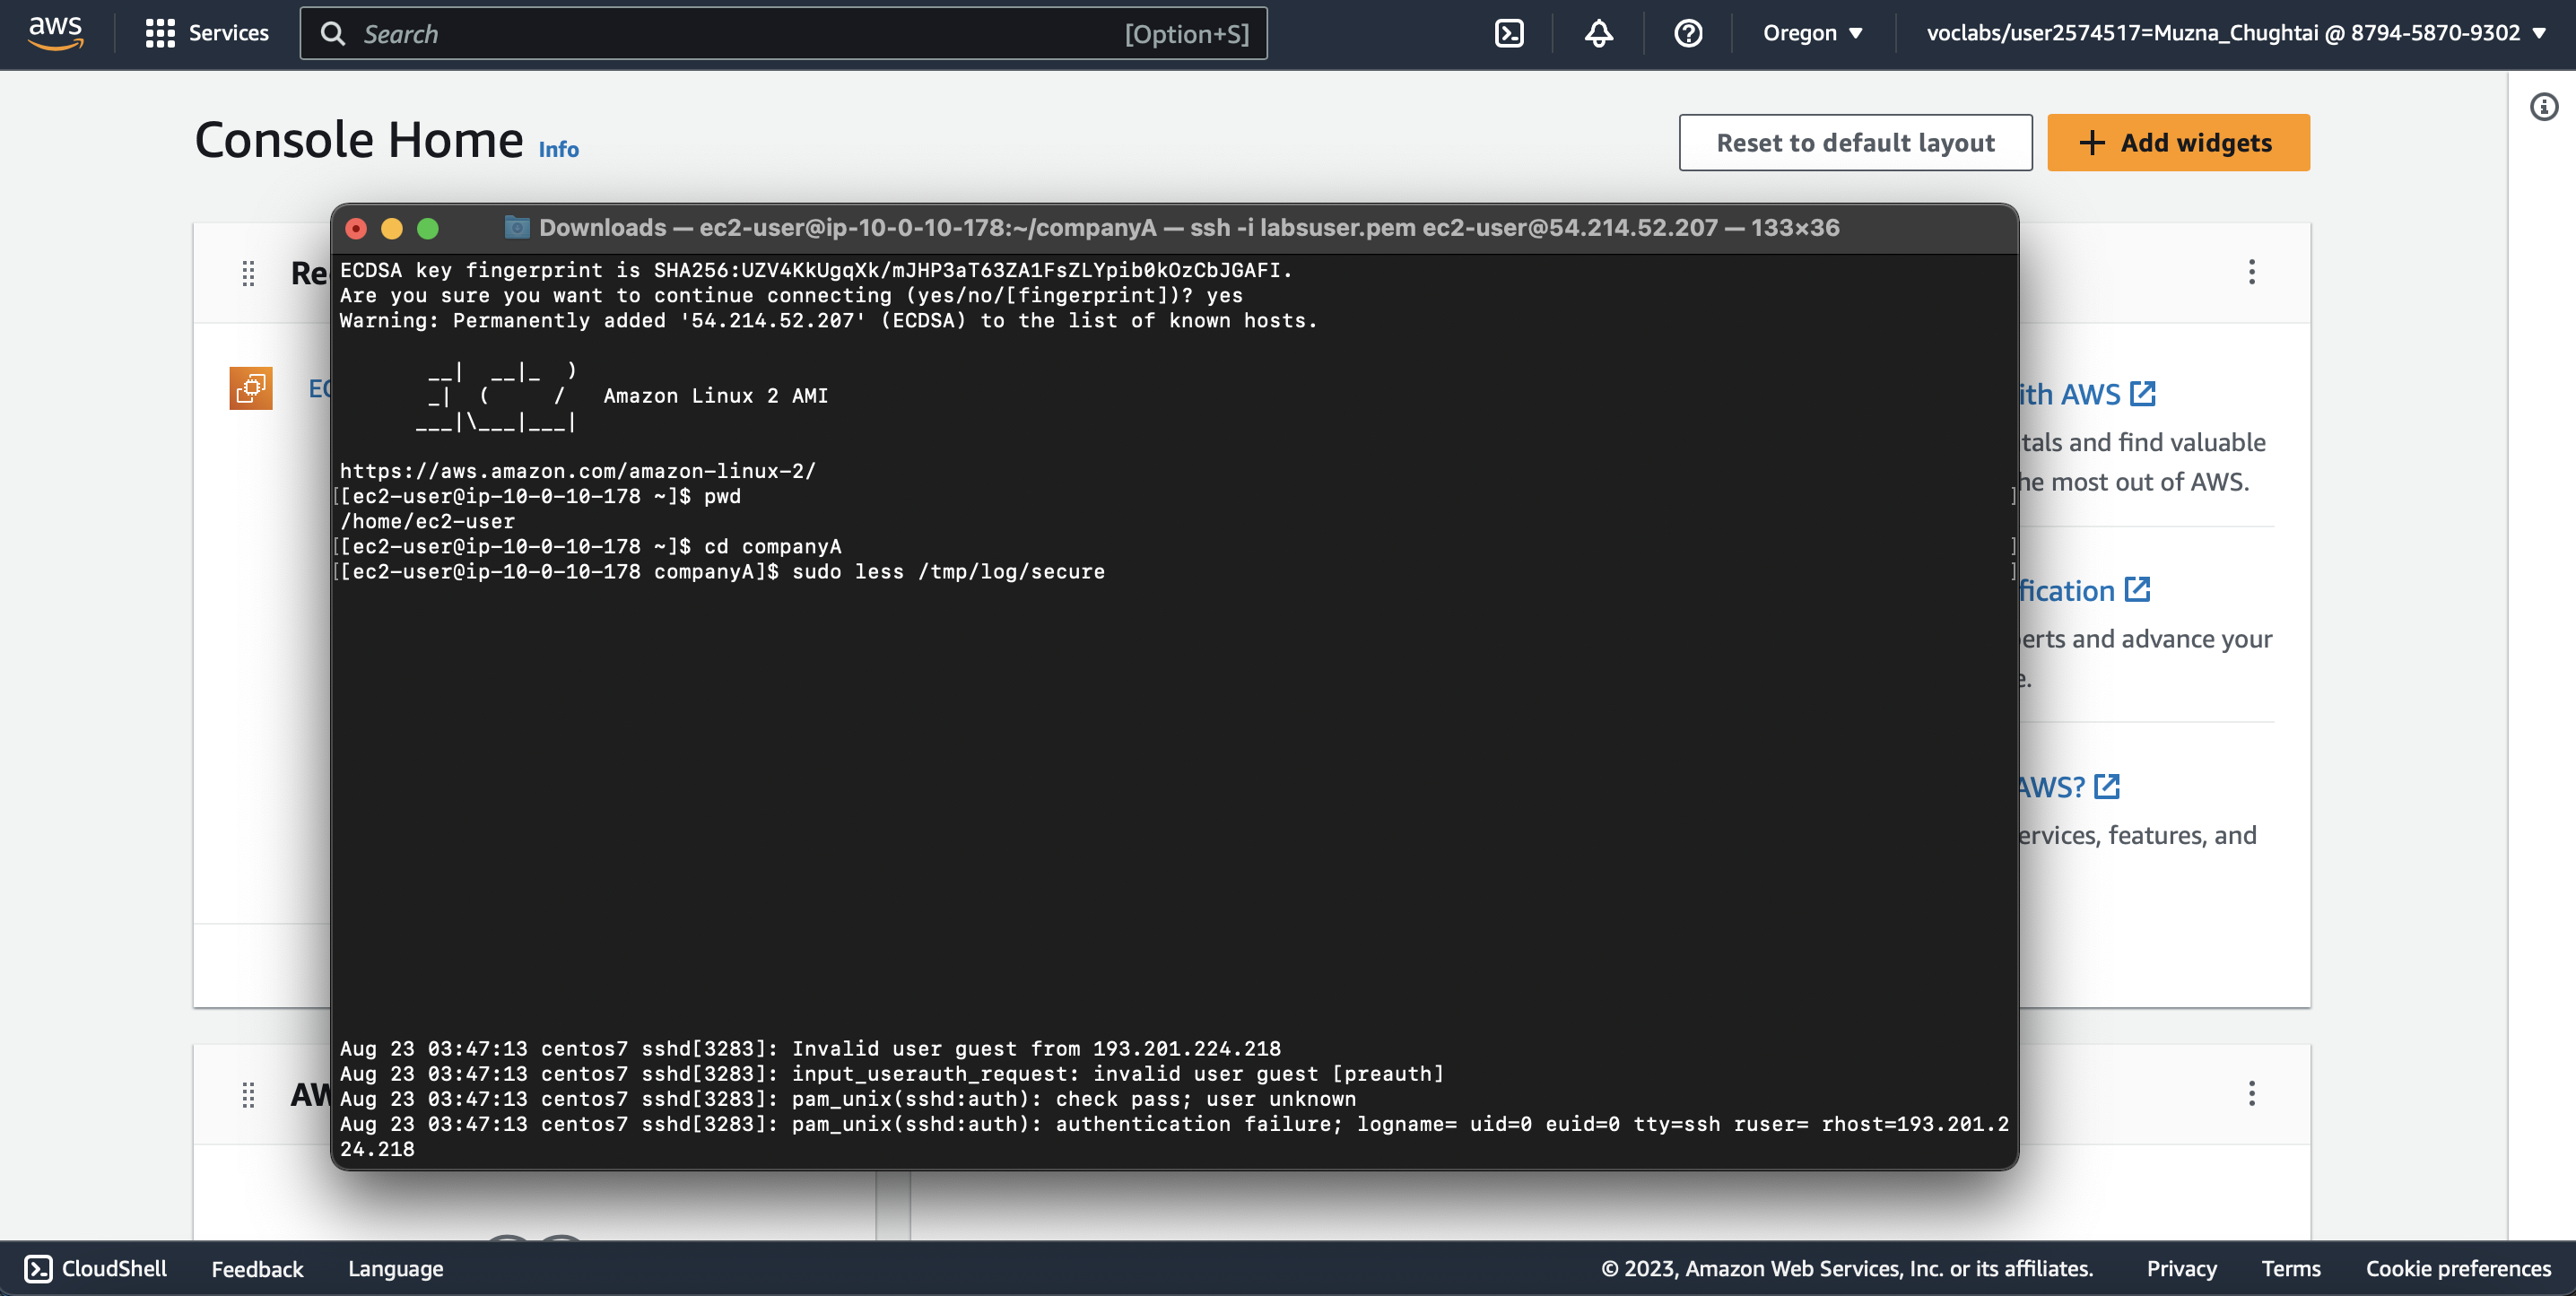 aws
Services
Search
[Option+S]
Oregon
voclabs/user2574517=Muzna_Chughtai @ 8794-5870-9302
Console Home Info
Reset to default layout
Add widgets
Downloads — ec2-user@ip-10-0-10-178:~/companyA — ssh -i labsuser.pem ec2-user@54.214.52.207 — 133×36
Re
ECDSA key fingerprint is SHA256:UZV4KkUgqXk/mJHP3aT63ZA1FsZLYpib0kOzCbJGAFI.
Are you sure you want to continue connecting (yes/no/[fingerprint])? yes
Warning: Permanently added '54.214.52.207' (ECDSA) to the list of known hosts.
__|  __|_  )
_|  (     /   Amazon Linux 2 AMI
___|\___|___|
EC
https://aws.amazon.com/amazon-linux-2/
[[ec2-user@ip-10-0-10-178 ~]$ pwd ]
/home/ec2-user
[[ec2-user@ip-10-0-10-178 ~]$ cd companyA ]
[[ec2-user@ip-10-0-10-178 companyA]$ sudo less /tmp/log/secure ]
Aug 23 03:47:13 centos7 sshd[3283]: Invalid user guest from 193.201.224.218
Aug 23 03:47:13 centos7 sshd[3283]: input_userauth_request: invalid user guest [preauth]
Aug 23 03:47:13 centos7 sshd[3283]: pam_unix(sshd:auth): check pass; user unknown
Aug 23 03:47:13 centos7 sshd[3283]: pam_unix(sshd:auth): authentication failure; logname= uid=0 euid=0 tty=ssh ruser= rhost=193.201.2
24.218
ith AWS
tals and find valuable
he most out of AWS.
fication
erts and advance your
e.
AWS?
ervices, features, and
AW
CloudShell
Feedback
Language
© 2023, Amazon Web Services, Inc. or its affiliates.
Privacy
Terms
Cookie preferences